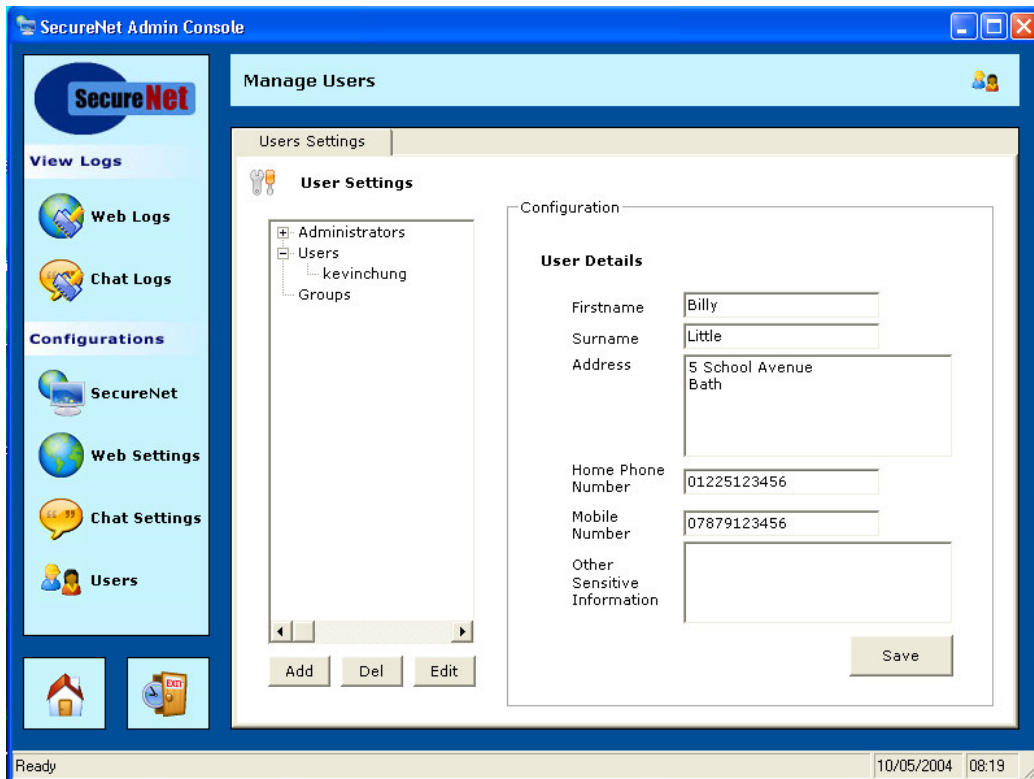 SecureNet Admin Console
SecureNet
View Logs
Web Logs
Chat Logs
Configurations
SecureNet
Web Settings
Chat Settings
Users
EXIT
Manage Users
Users Settings
User Settings
Administrators
Users
kevinchung
Groups
Add
Del
Edit
Configuration
User Details
Firstname
Billy
Surname
Little
Address
5 School Avenue
Bath
Home Phone
Number
01225123456
Mobile
Number
07879123456
Other
Sensitive
Information
Save
Ready
10/05/2004
08:19